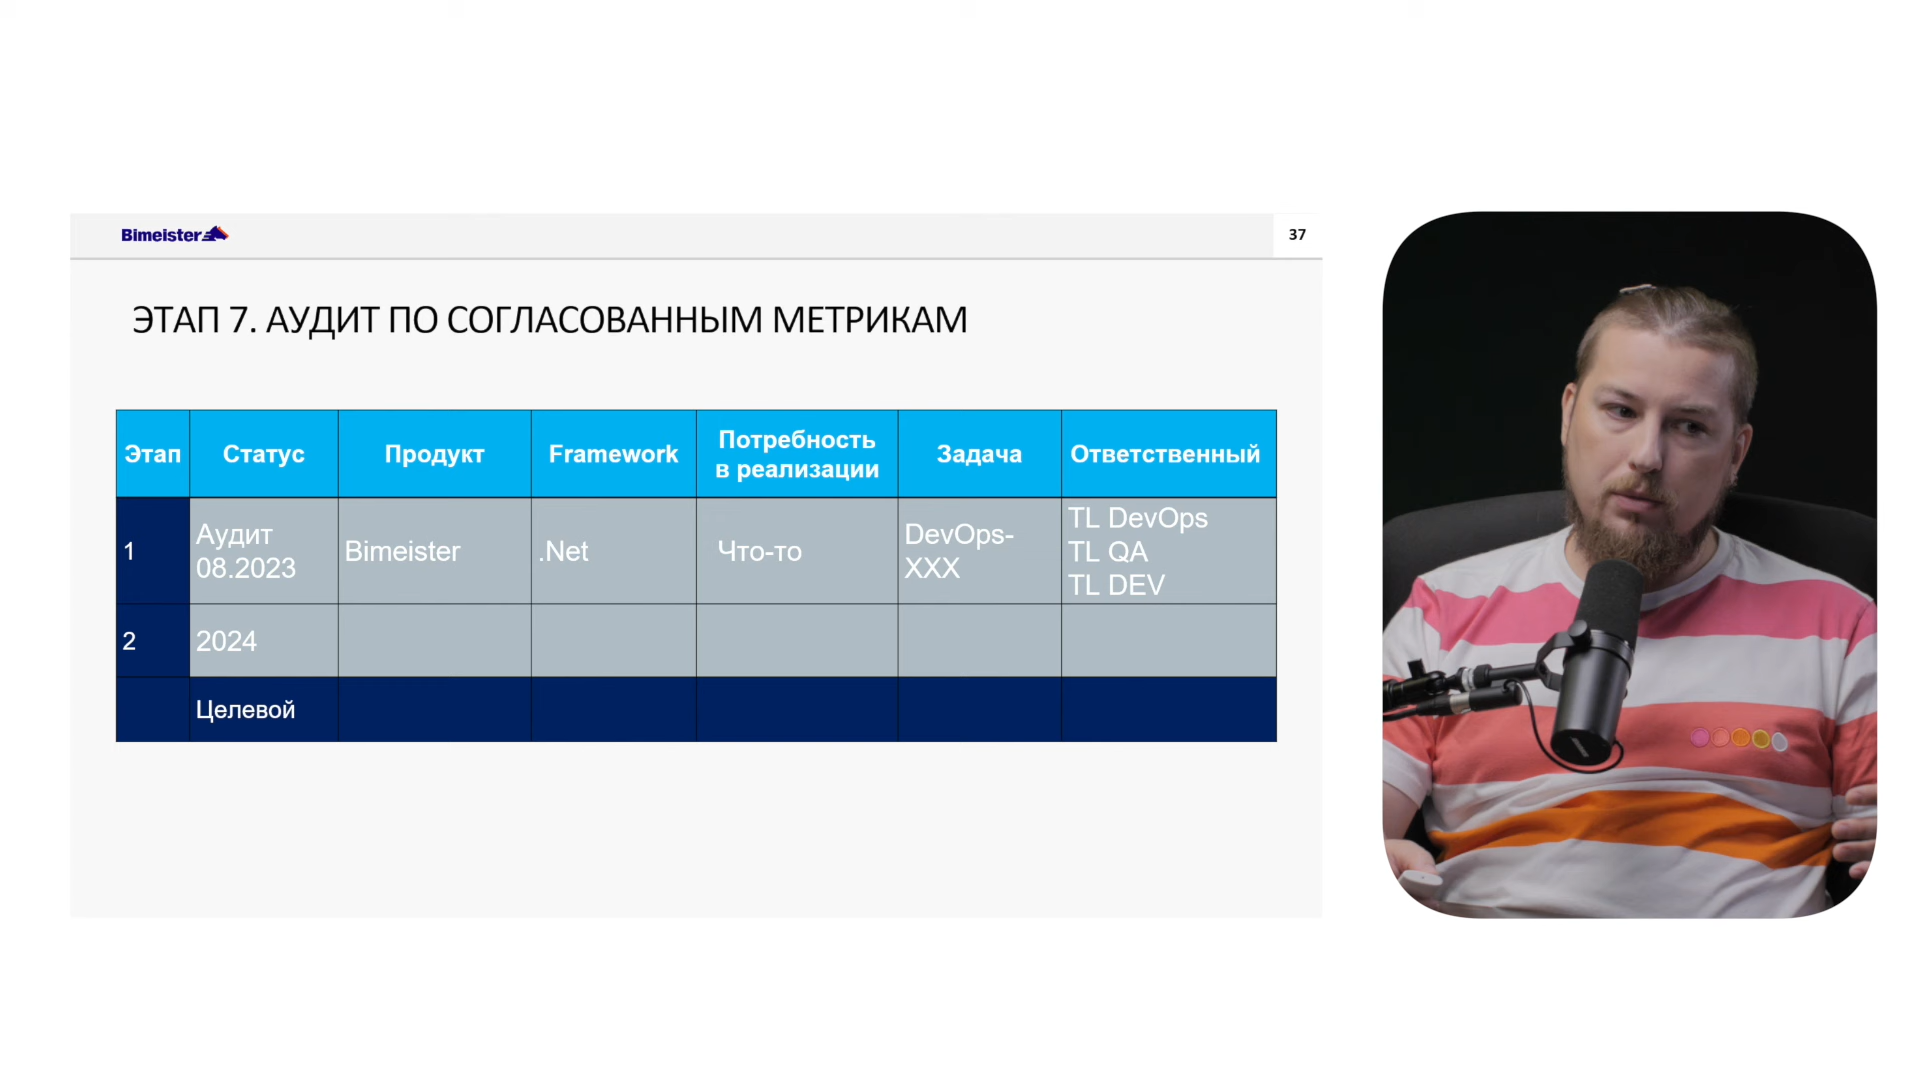 Bimeister
37
ЭТАП 7. АУДИТ ПО СОГЛАСОВАННЫМ МЕТРИКАМ
Этап
Статус
Продукт
Framework
Потребность
в реализации
Задача
Ответственный
1
Аудит
08.2023
Bimeister
.Net
Что-то
DevOps-
XXX
TL DevOps
TL QA
TL DEV
2
2024
Целевой